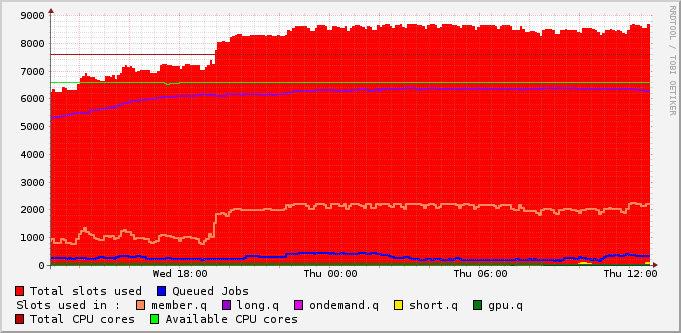 RRDTOOL / TOBI OETIKER
9000
8000
7000
6000
5000
4000
3000
2000
1000
0
Wed 18:00 Thu 00:00 Thu 06:00 Thu 12:00
Total slots used Queued Jobs
Slots used in : member.q long.q ondemand.q short.q gpu.q
Total CPU cores Available CPU cores